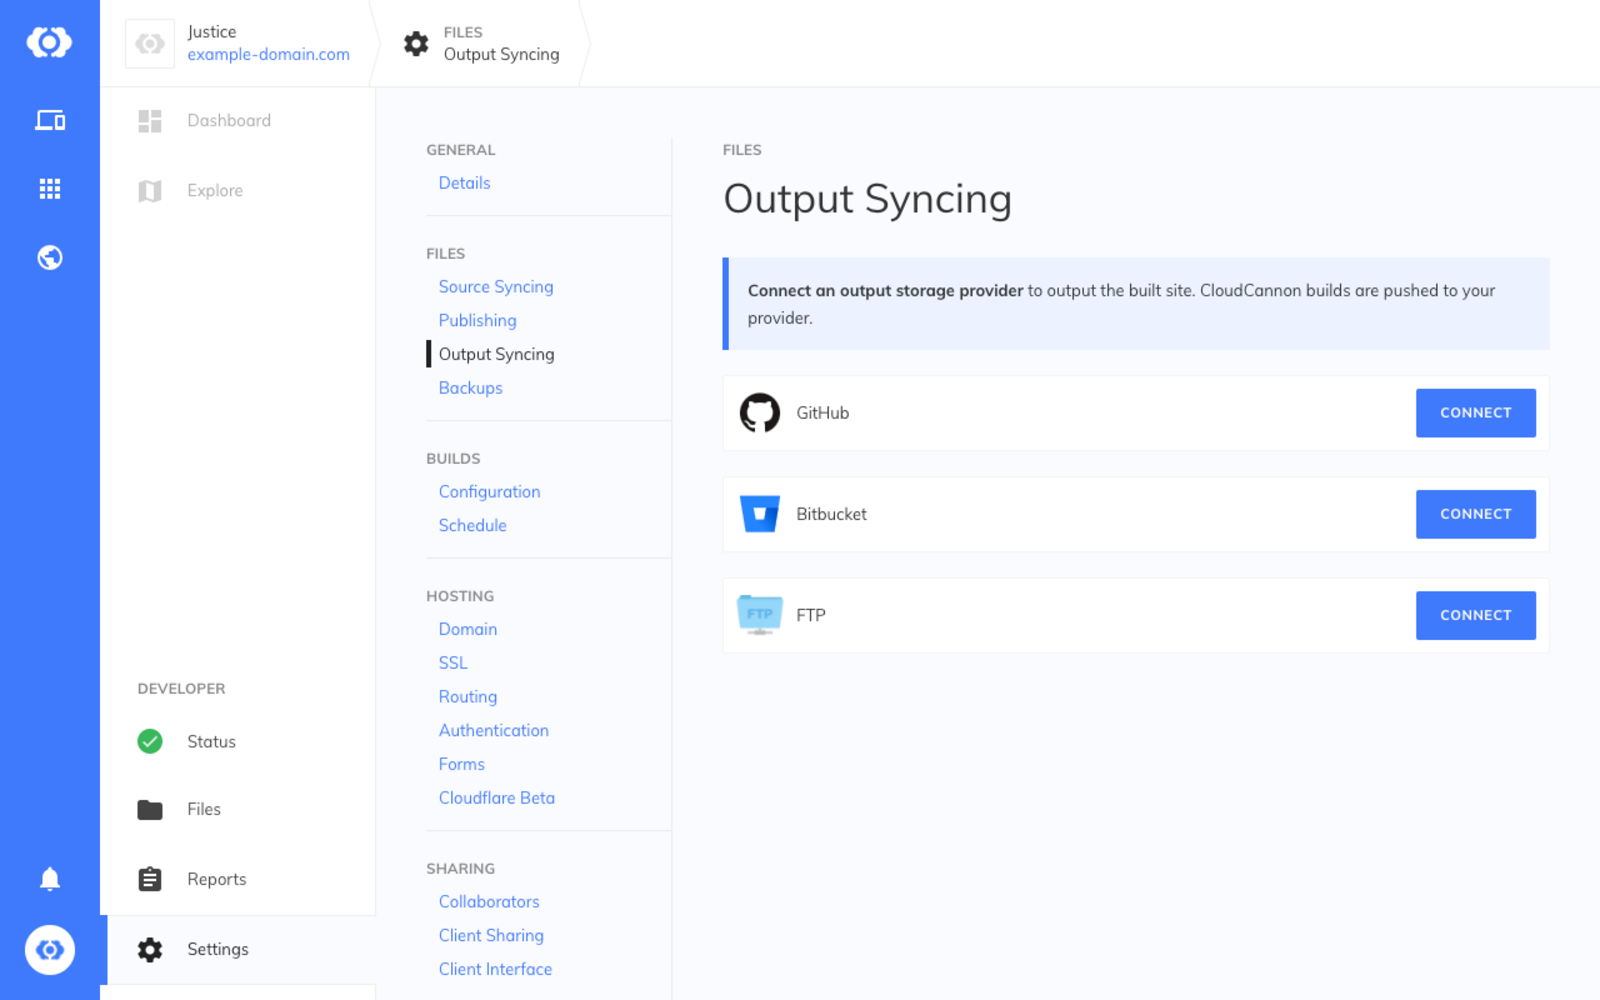 Justice
example-domain.com
FILES
Output Syncing
Dashboard
Explore
DEVELOPER
Status
Files
Reports
Settings
GENERAL
Details
FILES
Source Syncing
Publishing
Output Syncing
Backups
BUILDS
Configuration
Schedule
HOSTING
Domain
SSL
Routing
Authentication
Forms
Cloudflare Beta
SHARING
Collaborators
Client Sharing
Client Interface
FILES
Output Syncing
Connect an output storage provider to output the built site. CloudCannon builds are pushed to your
provider.
GitHub
CONNECT
Bitbucket
CONNECT
FTP
FTP
CONNECT